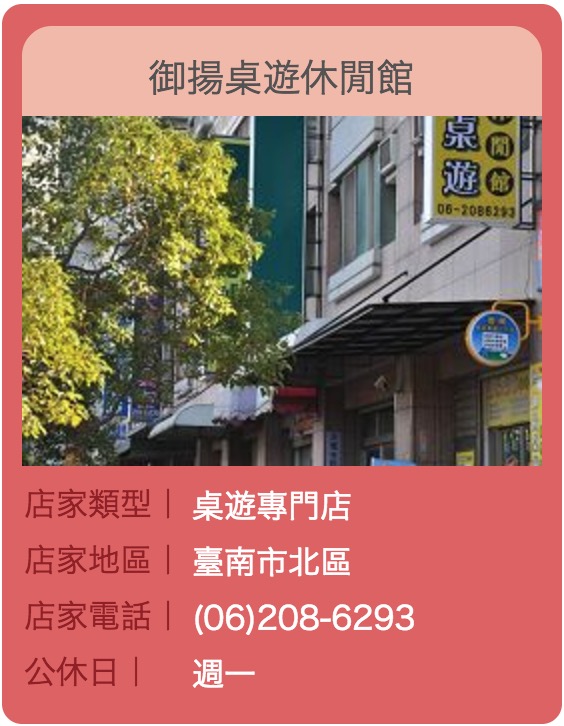 御揚桌遊休閒館
桌遊
閒館
06-2086293
店家類型｜ 桌遊專門店
店家地區｜ 臺南市北區
店家電話｜ (06)208-6293
公休日｜ 週一